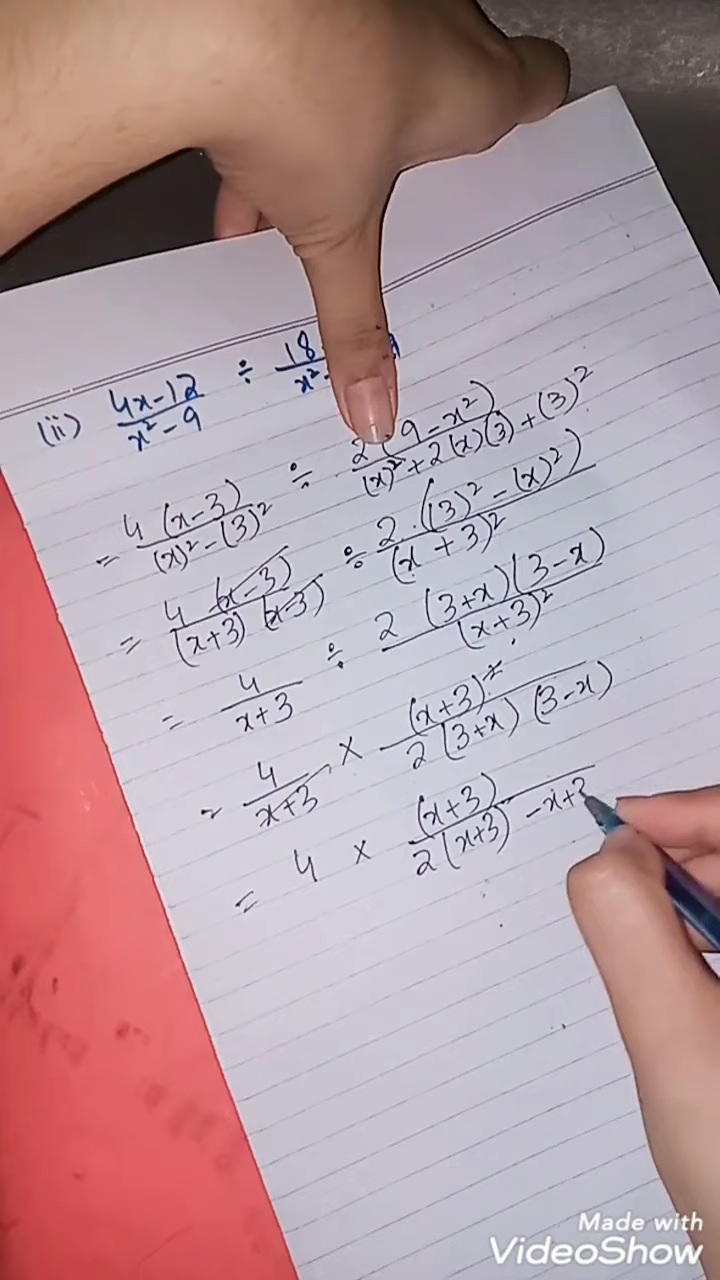 (ii) 4x-12/x²-9 ÷ 18/x²-
= 4(x-3)/(x)²-(3)² ÷ 2(9-x²)/(x)²+2(x)(3)+(3)²
= 4(x-3)/(x+3)(x-3) ÷ 2.((3)²-(x)²)/(x+3)²
= 4/x+3 ÷ 2(3+x)(3-x)/(x+3)²
= 4/x+3 × (x+3)²/2(3+x)(3-x)
= 4 × (x+3)/2(x+3) -x+3
Made with
VideoShow